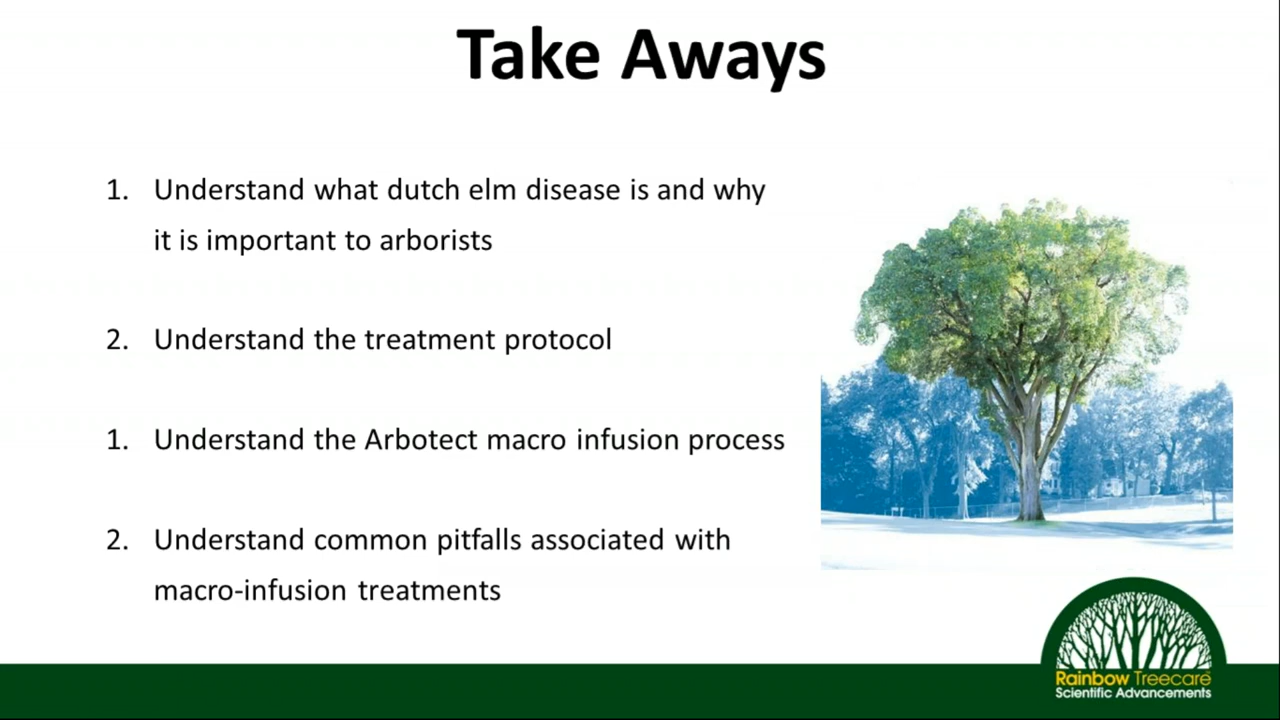 Take Aways
1. Understand what dutch elm disease is and why
it is important to arborists
2. Understand the treatment protocol
1. Understand the Arbotect macro infusion process
2. Understand common pitfalls associated with
macro-infusion treatments
Rainbow Treecare
Scientific Advancements